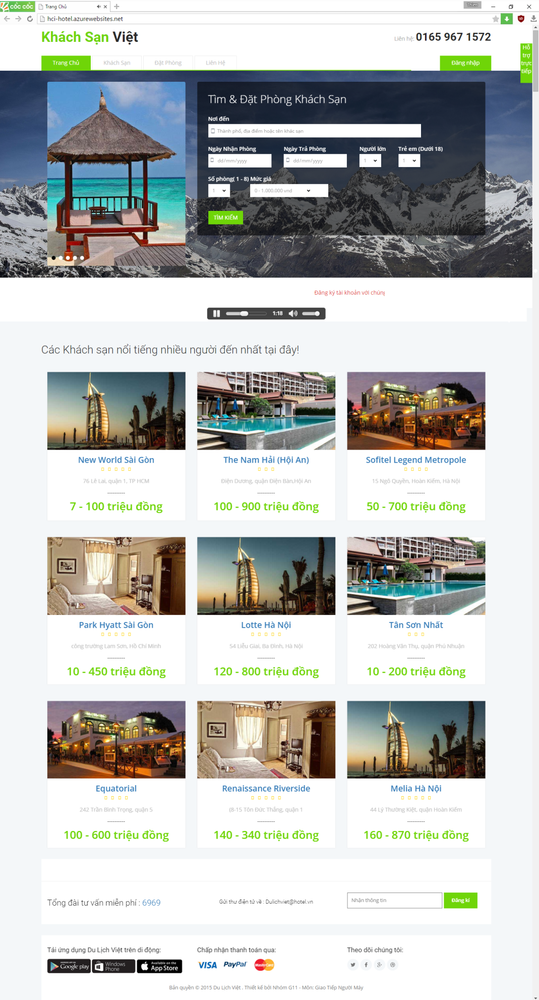 cốc cốc
Trang Chủ
Thien
hci-hotel.azurewebsites.net
Khách Sạn Việt
Liên hệ: 0165 967 1572
Hỗ
trợ
trực
tiếp
Trang Chủ
Khách Sạn
Đặt Phòng
Liên Hệ
Đăng nhập
Tìm & Đặt Phòng Khách Sạn
Nơi đến
Thành phố, địa điểm hoặc tên khác sạn
Ngày Nhận Phòng
Ngày Trả Phòng
Người lớn
Trẻ em (Dưới 18)
dd/mm/yyyy
dd/mm/yyyy
1
1
Số phòng( 1 - 8) Mức giá
1
0 - 1.000.000 vnd
TÌM KIẾM
Đăng ký tài khoản với chúng
1:18
Các Khách sạn nổi tiếng nhiều người đến nhất tại đây!
New World Sài Gòn
76 Lê Lai, quận 1, TP HCM
----------
7 - 100 triệu đồng
The Nam Hải (Hội An)
Điện Dương, quận Điện Bàn,Hội An
----------
100 - 900 triệu đồng
Sofitel Legend Metropole
15 Ngô Quyền, Hoàn Kiếm, Hà Nội
----------
50 - 700 triệu đồng
Park Hyatt Sài Gòn
công trường Lam Sơn, Hồ Chí Minh
----------
10 - 450 triệu đồng
Lotte Hà Nội
54 Liễu Giai, Ba Đình, Hà Nội
----------
120 - 800 triệu đồng
Tân Sơn Nhất
202 Hoàng Văn Thụ, quận Phú Nhuận
----------
10 - 200 triệu đồng
Equatorial
242 Trần Bình Trọng, quận 5
----------
100 - 600 triệu đồng
Renaissance Riverside
(8-15 Tôn Đức Thắng, quận 1
----------
140 - 340 triệu đồng
Melia Hà Nội
44 Lý Thường Kiệt, quận Hoàn Kiếm
----------
160 - 870 triệu đồng
Tổng đài tư vấn miễn phí : 6969
Gửi thư điện tử về : Dulichviet@hotel.vn
Nhận thông tin
Đăng kí
Tải ứng dụng Du Lịch Việt trên di động:
Chấp nhận thanh toán qua:
Theo dõi chúng tôi:
ANDROID APP ON
Google play
Windows
Phone
Available on the
App Store
VISA
PayPal
MasterCard
Bản quyền © 2015 Du Lịch Việt . Thiết kế bởi Nhóm G11 - Môn: Giao Tiếp Người Máy